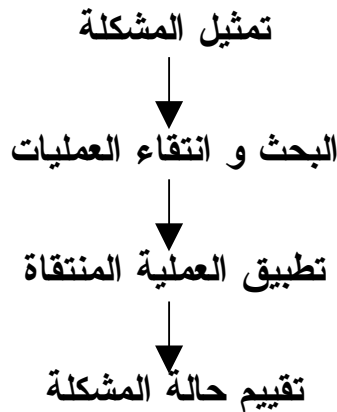 تمثيل المشكلة
البحث و انتقاء العمليات
تطبيق العملية المنتقاة
تقييم حالة المشكلة